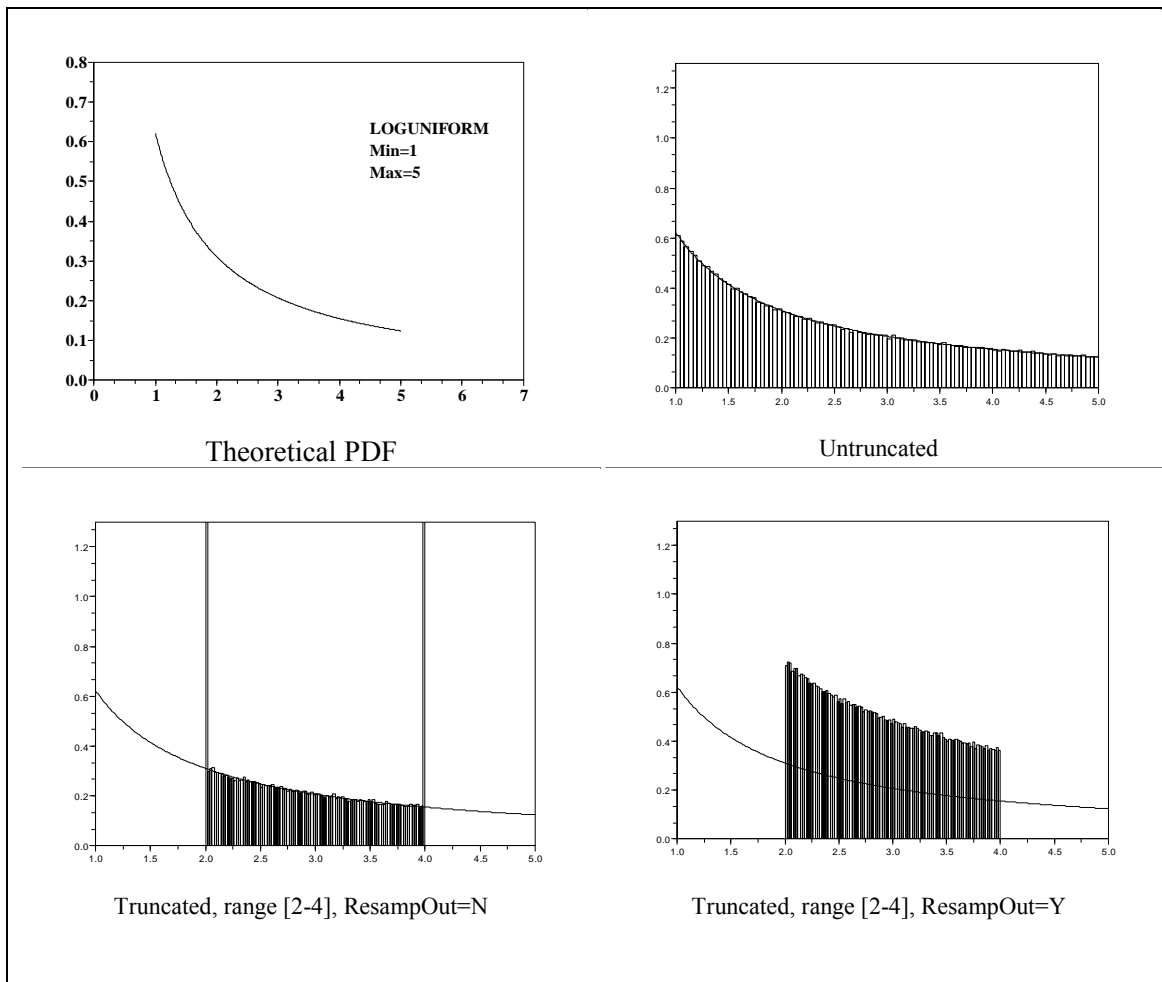 0.8
0.7
0.6
0.5
0.4
0.3
0.2
0.1
0.0
0 1 2 3 4 5 6 7
LOGUNIFORM
Min=1
Max=5
Theoretical PDF
1.2
1.0
0.8
0.6
0.4
0.2
0.0
1.0 1.5 2.0 2.5 3.0 3.5 4.0 4.5 5.0
Untruncated
1.2
1.0
0.8
0.6
0.4
0.2
0.0
1.0 1.5 2.0 2.5 3.0 3.5 4.0 4.5 5.0
Truncated, range [2-4], ResampOut=N
1.2
1.0
0.8
0.6
0.4
0.2
0.0
1.0 1.5 2.0 2.5 3.0 3.5 4.0 4.5 5.0
Truncated, range [2-4], ResampOut=Y